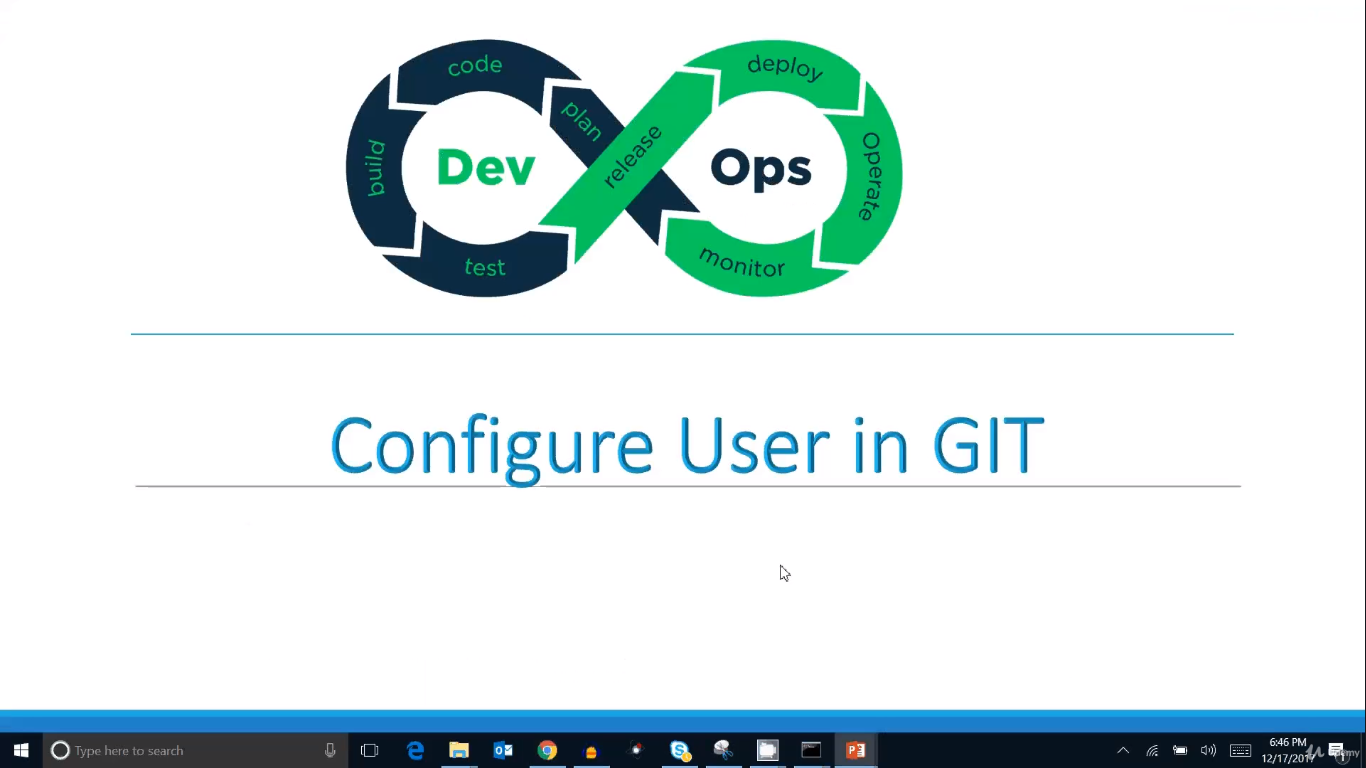 code
plan
build
Dev
test
release
deploy
Ops
Operate
monitor
Configure User in GIT
Type here to search
6:46 PM